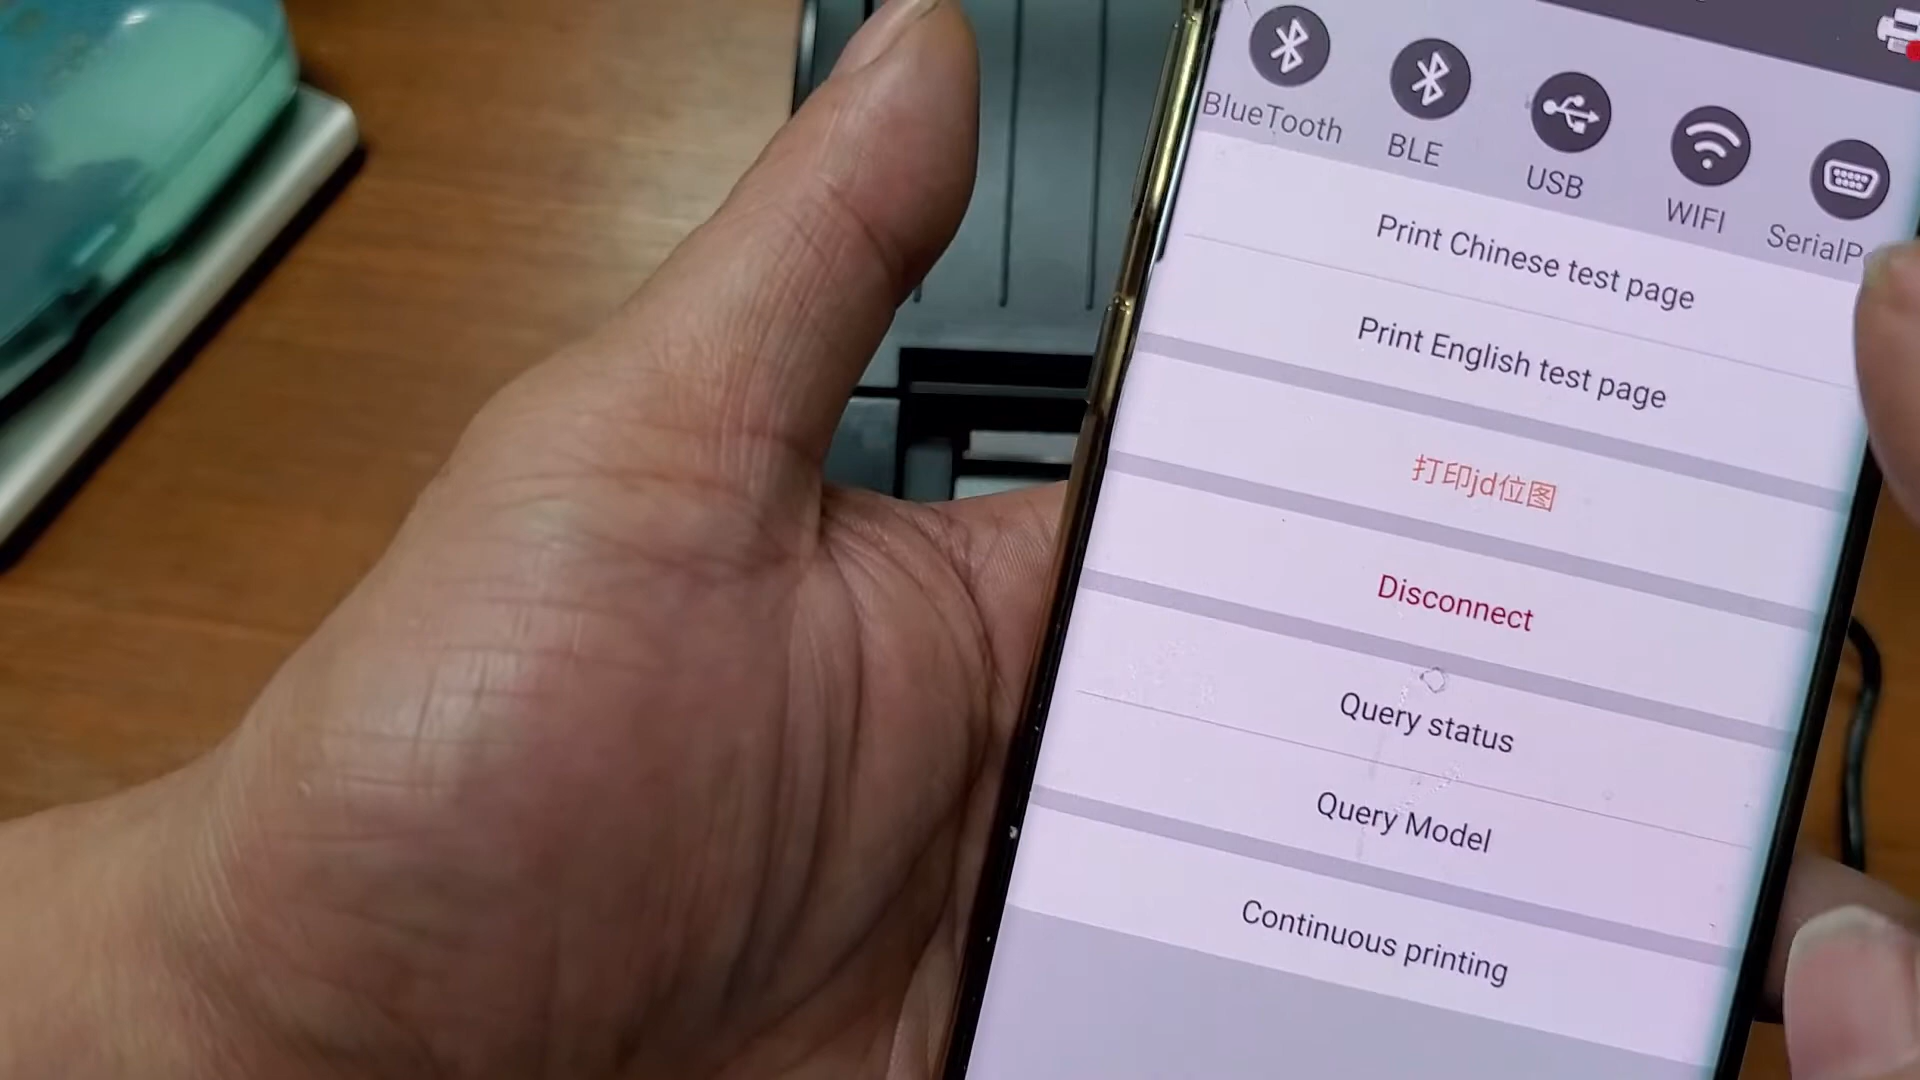 BlueTooth
BLE
USB
WIFI
SerialP
Print Chinese test page
Print English test page
打印jd位图
Disconnect
Query status
Query Model
Continuous printing